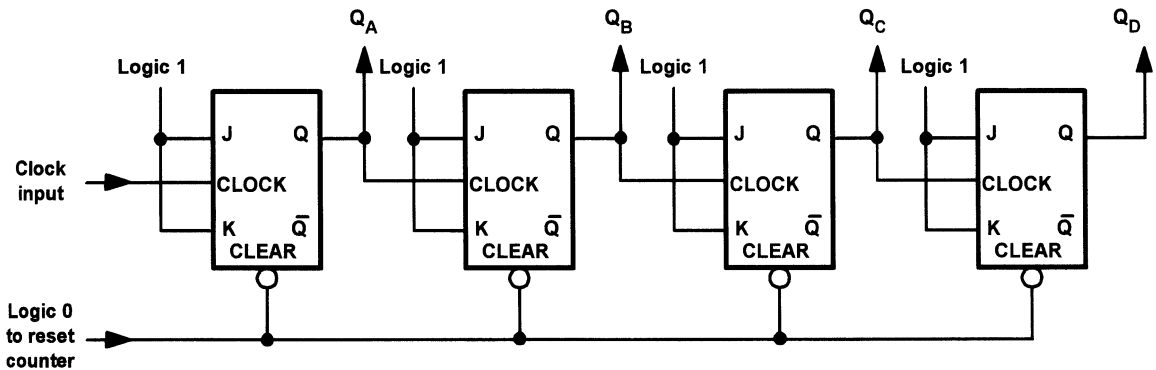 Q_A Q_B Q_C Q_D
Logic 1 Logic 1 Logic 1 Logic 1
J Q J Q J Q J Q
Clock
input
CLOCK CLOCK CLOCK CLOCK
K Q̅ K Q̅ K Q̅ K Q̅
CLEAR CLEAR CLEAR CLEAR
Logic 0
to reset
counter